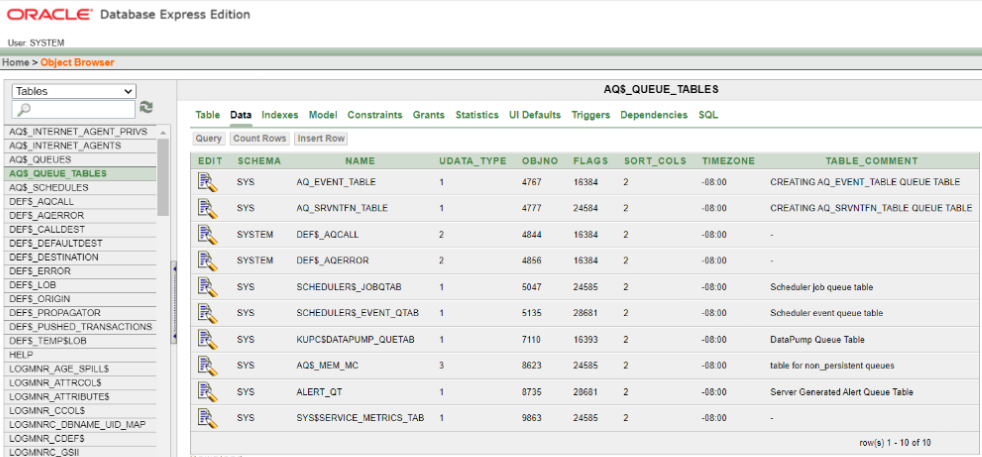 ORACLE Database Express Edition
User: SYSTEM
Home > Object Browser
Tables
AQ$_INTERNET_AGENT_PRIVS
AQ$_INTERNET_AGENTS
AQ$_QUEUES
AQ$_QUEUE_TABLES
AQ$_SCHEDULES
DEF$_AQCALL
DEF$_AQERROR
DEF$_CALLDEST
DEF$_DEFAULTDEST
DEF$_DESTINATION
DEF$_ERROR
DEF$_LOB
DEF$_ORIGIN
DEF$_PROPAGATOR
DEF$_PUSHED_TRANSACTIONS
DEF$_TEMP$LOB
HELP
LOGMNR_AGE_SPILL$
LOGMNR_ATTRCOL$
LOGMNR_ATTRIBUTE$
LOGMNR_CCOL$
LOGMNRC_DBNAME_UID_MAP
LOGMNR_CDEF$
LOGMNRC_GSII
AQ$_QUEUE_TABLES
Table Data Indexes Model Constraints Grants Statistics UI Defaults Triggers Dependencies SQL
Query Count Rows Insert Row
EDIT SCHEMA NAME UDATA_TYPE OBJNO FLAGS SORT_COLS TIMEZONE TABLE_COMMENT
SYS AQ_EVENT_TABLE 1 4767 16384 2 -08:00 CREATING AQ_EVENT_TABLE QUEUE TABLE
SYS AQ_SRVNTFN_TABLE 1 4777 24584 2 -08:00 CREATING AQ_SRVNTFN_TABLE QUEUE TABLE
SYSTEM DEF$_AQCALL 2 4844 16384 2 -08:00 -
SYSTEM DEF$_AQERROR 2 4856 16384 2 -08:00 -
SYS SCHEDULER$_JOBQTAB 1 5047 24585 2 -08:00 Scheduler job queue table
SYS SCHEDULER$_EVENT_QTAB 1 5135 28681 2 -08:00 Scheduler event queue table
SYS KUPC$DATAPUMP_QUETAB 1 7110 16393 2 -08:00 DataPump Queue Table
SYS AQ$_MEM_MC 3 8623 24585 2 -08:00 table for non_persistent queues
SYS ALERT_QT 1 8735 28681 2 -08:00 Server Generated Alert Queue Table
SYS SYS$SERVICE_METRICS_TAB 1 9863 24585 2 -08:00 -
row(s) 1 - 10 of 10